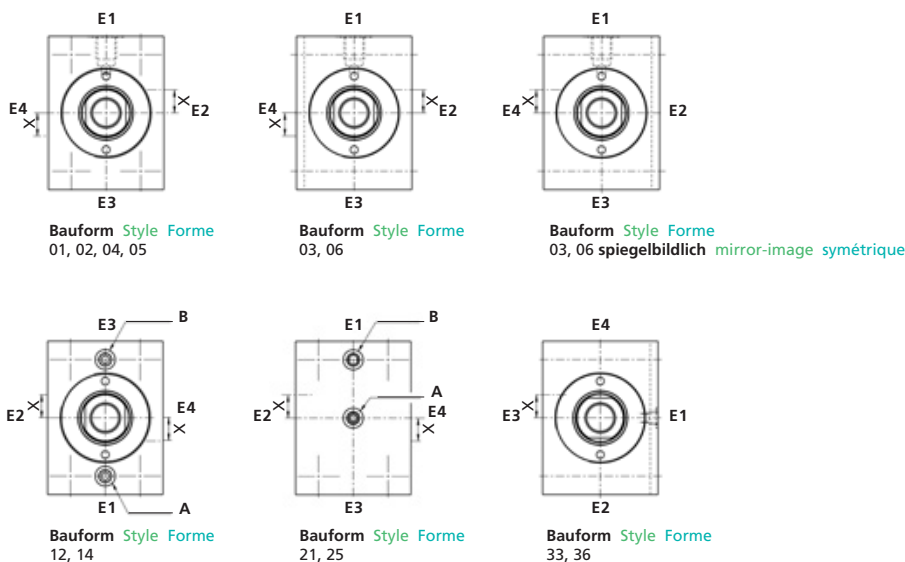 E1
E4
X
X
E2
E3
Bauform Style Forme
01, 02, 04, 05
E1
E4
X
X
E2
E3
Bauform Style Forme
03, 06
E1
E4
X
E2
E3
Bauform Style Forme
03, 06 spiegelbildlich mirror-image symétrique
E3
B
E2
X
E4
X
E1
A
Bauform Style Forme
12, 14
E1
B
A
E2
X
E4
X
E3
Bauform Style Forme
21, 25
E4
E3
X
E1
E2
Bauform Style Forme
33, 36